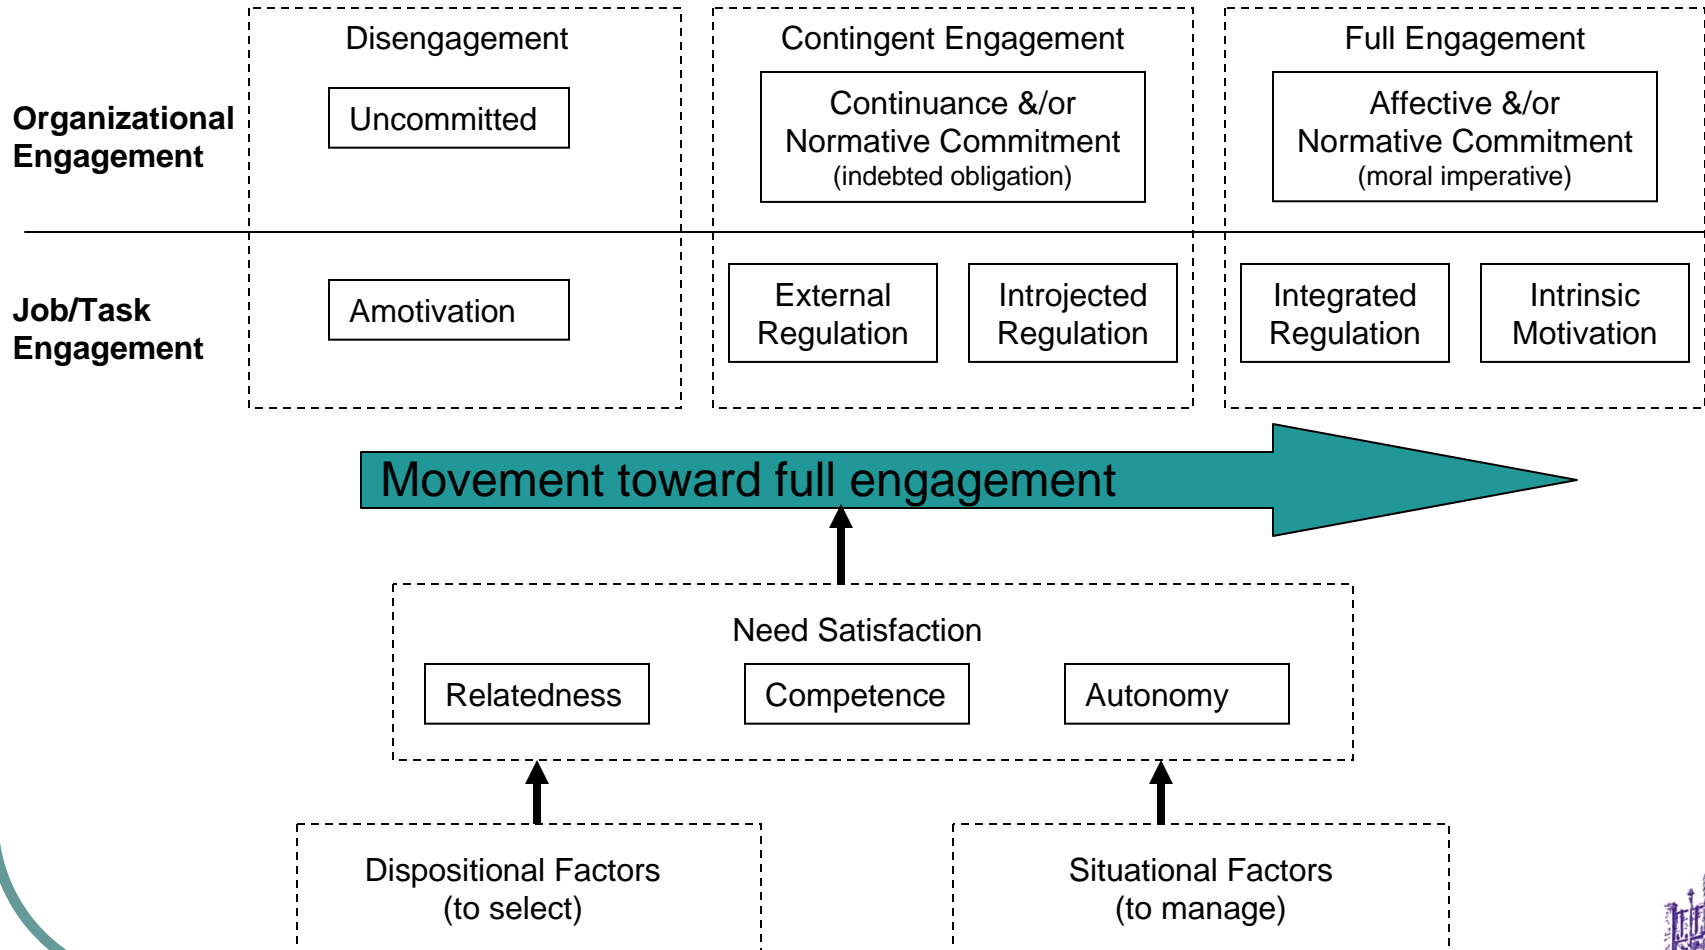 Disengagement
Contingent Engagement
Full Engagement
Organizational
Engagement
Uncommitted
Continuance &/or
Normative Commitment
(indebted obligation)
Affective &/or
Normative Commitment
(moral imperative)
Job/Task
Engagement
Amotivation
External
Regulation
Introjected
Regulation
Integrated
Regulation
Intrinsic
Motivation
Movement toward full engagement
Need Satisfaction
Relatedness
Competence
Autonomy
Dispositional Factors
(to select)
Situational Factors
(to manage)